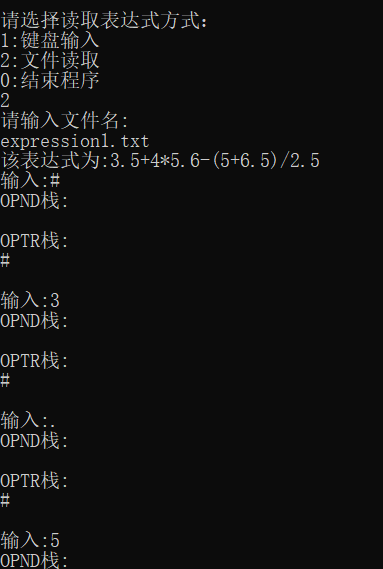 请选择读取表达式方式：
1:键盘输入
2:文件读取
0:结束程序
2
请输入文件名:
expression1.txt
该表达式为:3.5+4*5.6-(5+6.5)/2.5
输入:#
OPND栈:
OPTR栈:
#
输入:3
OPND栈:
OPTR栈:
#
输入:.
OPND栈:
OPTR栈:
#
输入:5
OPND栈: